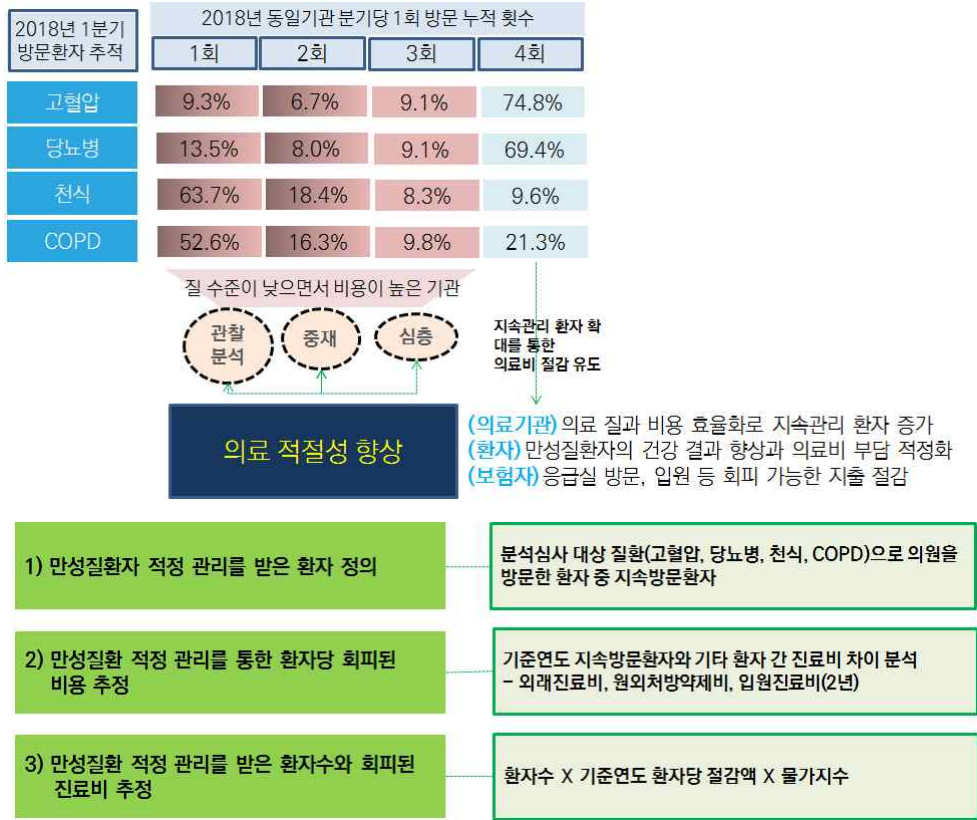 2018년 1분기
방문환자 추적
2018년 동일기관 분기당 1회 방문 누적 횟수
1회 2회 3회 4회
고혈압 9.3% 6.7% 9.1% 74.8%
당뇨병 13.5% 8.0% 9.1% 69.4%
천식 63.7% 18.4% 8.3% 9.6%
COPD 52.6% 16.3% 9.8% 21.3%
질 수준이 낮으면서 비용이 높은 기관
관찰
분석
중재
심층
지속관리 환자 확
대를 통한
의료비 절감 유도
의료 적절성 향상
(의료기관) 의료 질과 비용 효율화로 지속관리 환자 증가
(환자) 만성질환자의 건강 결과 향상과 의료비 부담 적정화
(보험자) 응급실 방문, 입원 등 회피 가능한 지출 절감
1) 만성질환자 적정 관리를 받은 환자 정의
분석심사 대상 질환(고혈압, 당뇨병, 천식, COPD)으로 의원을
방문한 환자 중 지속방문환자
2) 만성질환 적정 관리를 통한 환자당 회피된
비용 추정
기준연도 지속방문환자와 기타 환자 간 진료비 차이 분석
- 외래진료비, 원외처방약제비, 입원진료비(2년)
3) 만성질환 적정 관리를 받은 환자수와 회피된
진료비 추정
환자수 X 기준연도 환자당 절감액 X 물가지수